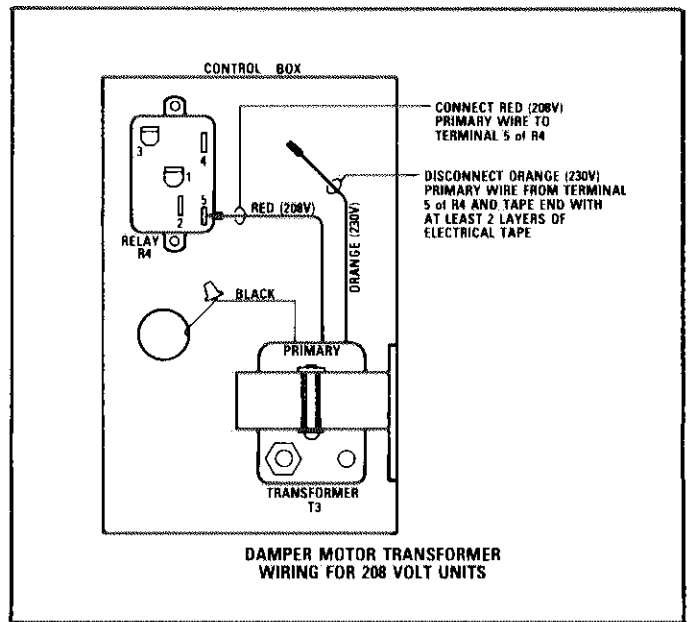 CONTROL BOX
CONNECT RED (208V)
PRIMARY WIRE TO
TERMINAL 5 of R4
3
4
1
DISCONNECT ORANGE (230V)
PRIMARY WIRE FROM TERMINAL
5 of R4 AND TAPE END WITH
AT LEAST 2 LAYERS OF
ELECTRICAL TAPE
5
2
RED (208V)
RELAY
R4
ORANGE (230V)
BLACK
PRIMARY
TRANSFORMER
T3
DAMPER MOTOR TRANSFORMER
WIRING FOR 208 VOLT UNITS